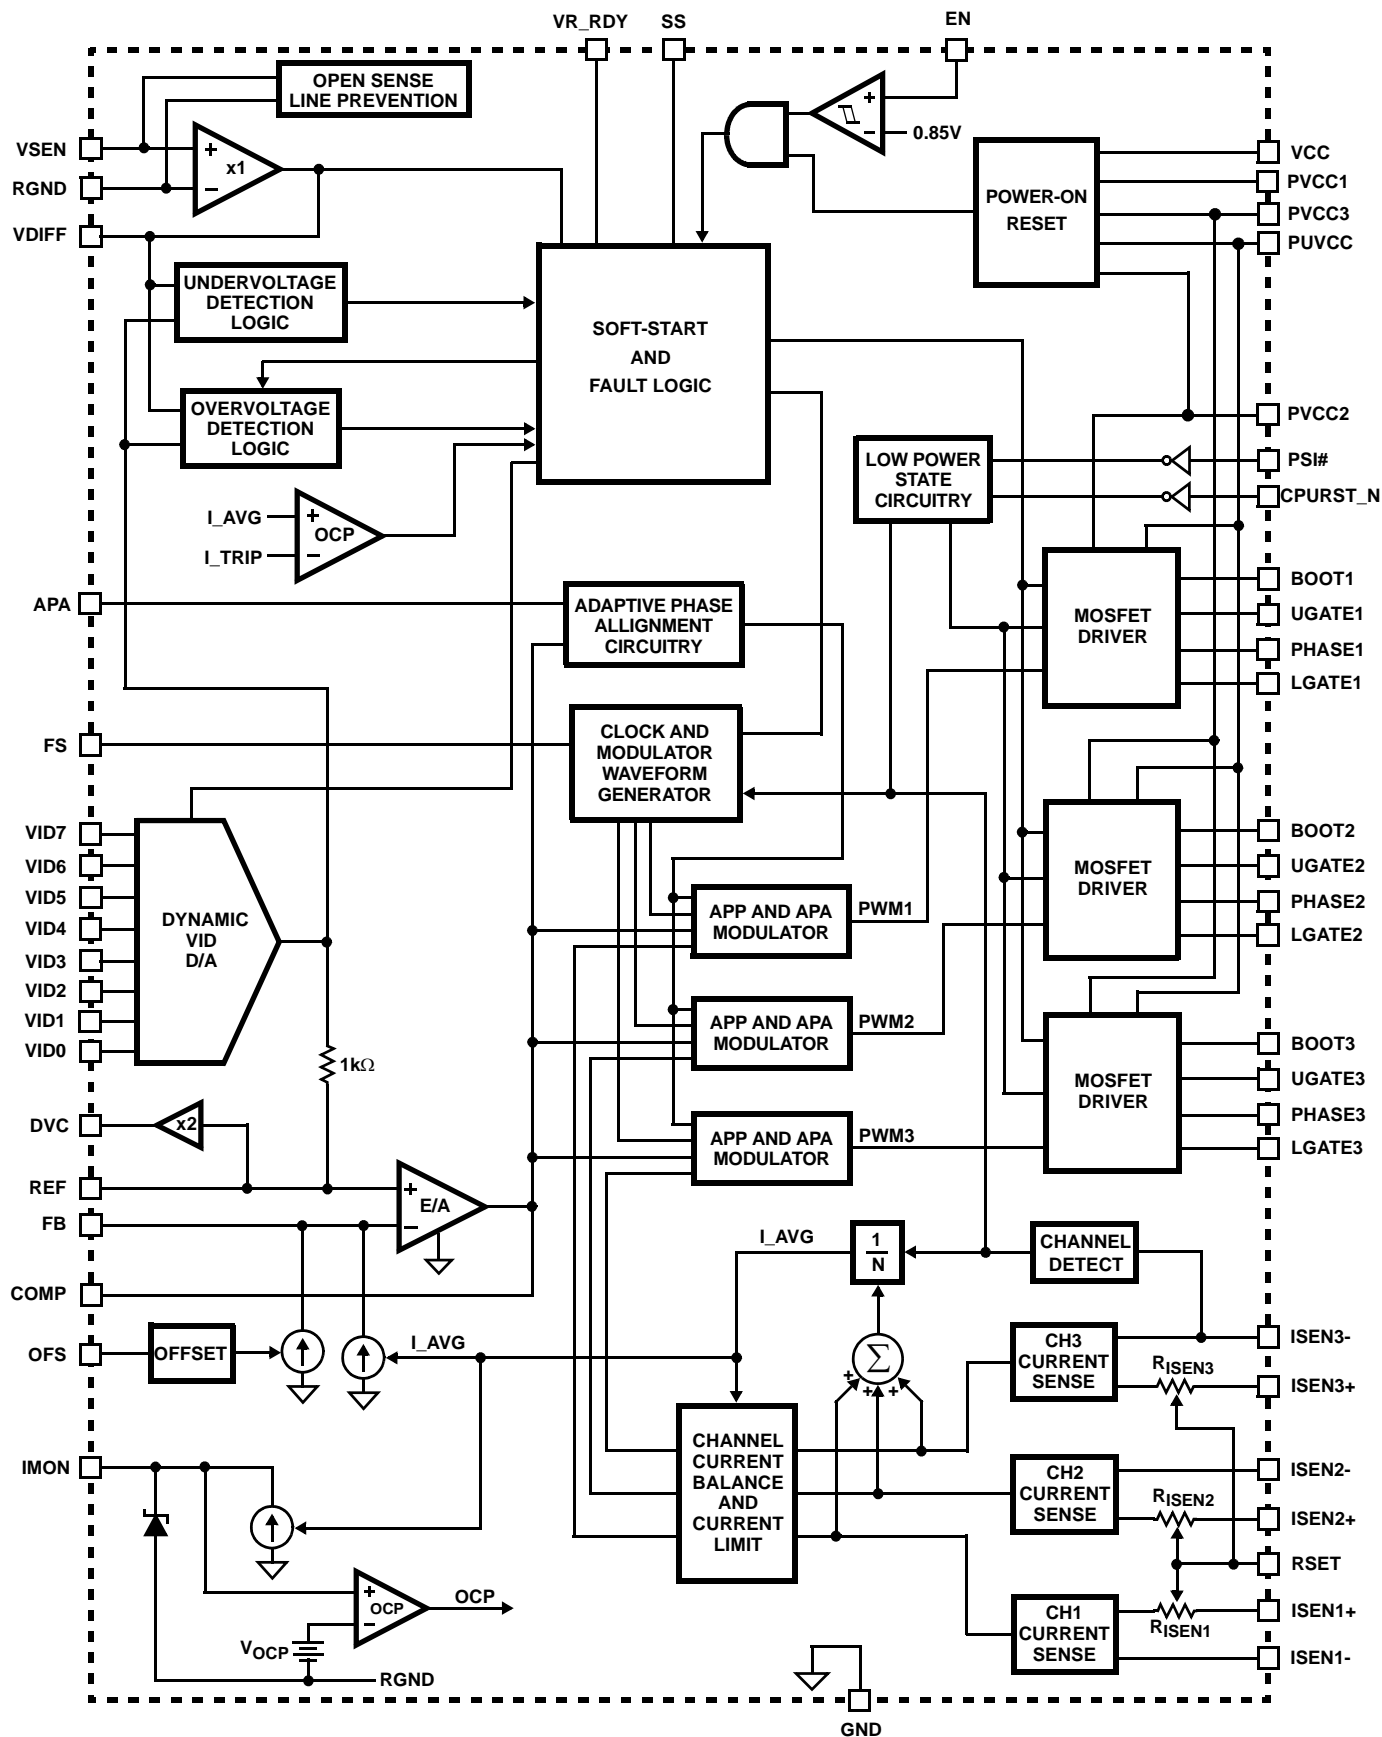 VR_RDY
SS
EN
OPEN SENSE
LINE PREVENTION
+
0.85V
−
VSEN
+
x1
RGND
−
VDIFF
POWER-ON
RESET
VCC
PVCC1
PVCC3
PUVCC
UNDERVOLTAGE
DETECTION
LOGIC
SOFT-START
AND
FAULT LOGIC
OVERVOLTAGE
DETECTION
LOGIC
PVCC2
LOW POWER
STATE
CIRCUITRY
PSI#
CPURST_N
I_AVG
+
OCP
I_TRIP
−
APA
ADAPTIVE PHASE
ALLIGNMENT
CIRCUITRY
MOSFET
DRIVER
BOOT1
UGATE1
PHASE1
LGATE1
FS
CLOCK AND
MODULATOR
WAVEFORM
GENERATOR
VID7
VID6
VID5
VID4
VID3
VID2
VID1
VID0
DYNAMIC
VID
D/A
MOSFET
DRIVER
BOOT2
UGATE2
PHASE2
LGATE2
APP AND APA
MODULATOR
PWM1
APP AND APA
MODULATOR
PWM2
1kΩ
MOSFET
DRIVER
BOOT3
UGATE3
PHASE3
LGATE3
DVC
x2
APP AND APA
MODULATOR
PWM3
REF
+
E/A
FB
−
COMP
I_AVG
1
N
CHANNEL
DETECT
OFS
OFFSET
I_AVG
Σ
+
+
+
CH3
CURRENT
SENSE
RISEN3
ISEN3-
ISEN3+
CHANNEL
CURRENT
BALANCE
AND
CURRENT
LIMIT
IMON
CH2
CURRENT
SENSE
RISEN2
ISEN2-
ISEN2+
RSET
+
OCP
−
OCP
VOCP
RGND
CH1
CURRENT
SENSE
RISEN1
ISEN1+
ISEN1-
GND